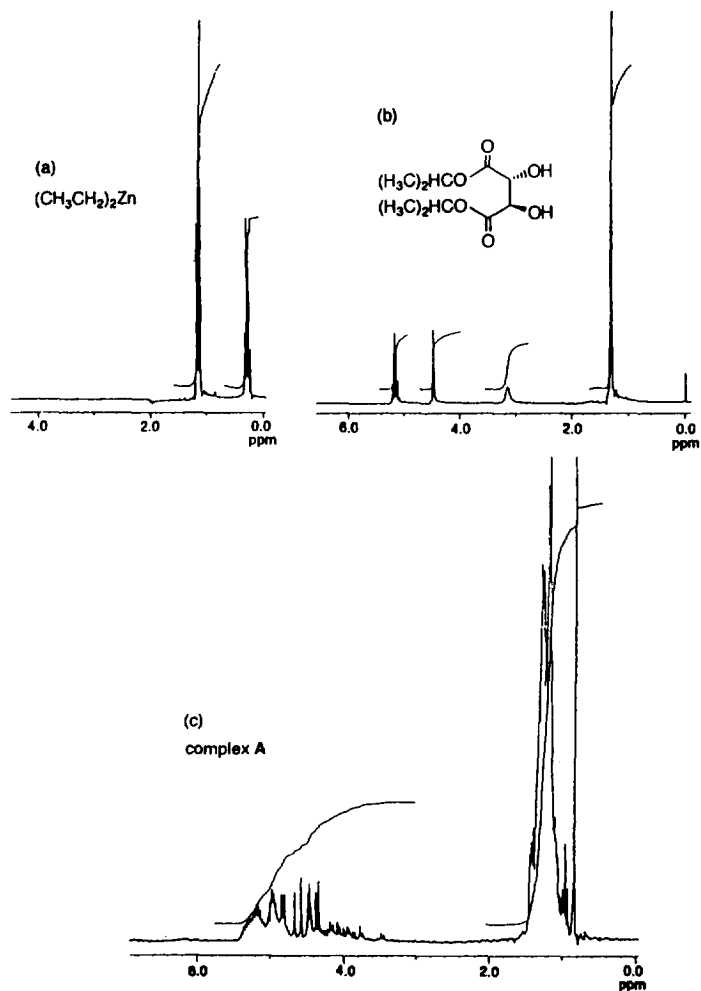 (a)
(CH3CH2)2Zn
4.0 2.0 0.0
ppm
(b)
O
(H3C)2HCO OH
(H3C)2HCO OH
O
6.0 4.0 2.0 0.0
ppm
(c)
complex A
6.0 4.0 2.0 0.0
ppm